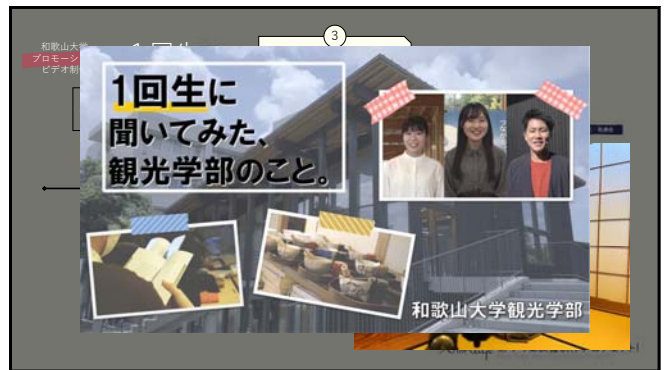 3
和歌山大学
プロモーシ
ビデオ制
1回生に
聞いてみた、
観光学部のこと。
和歌山大学観光学部